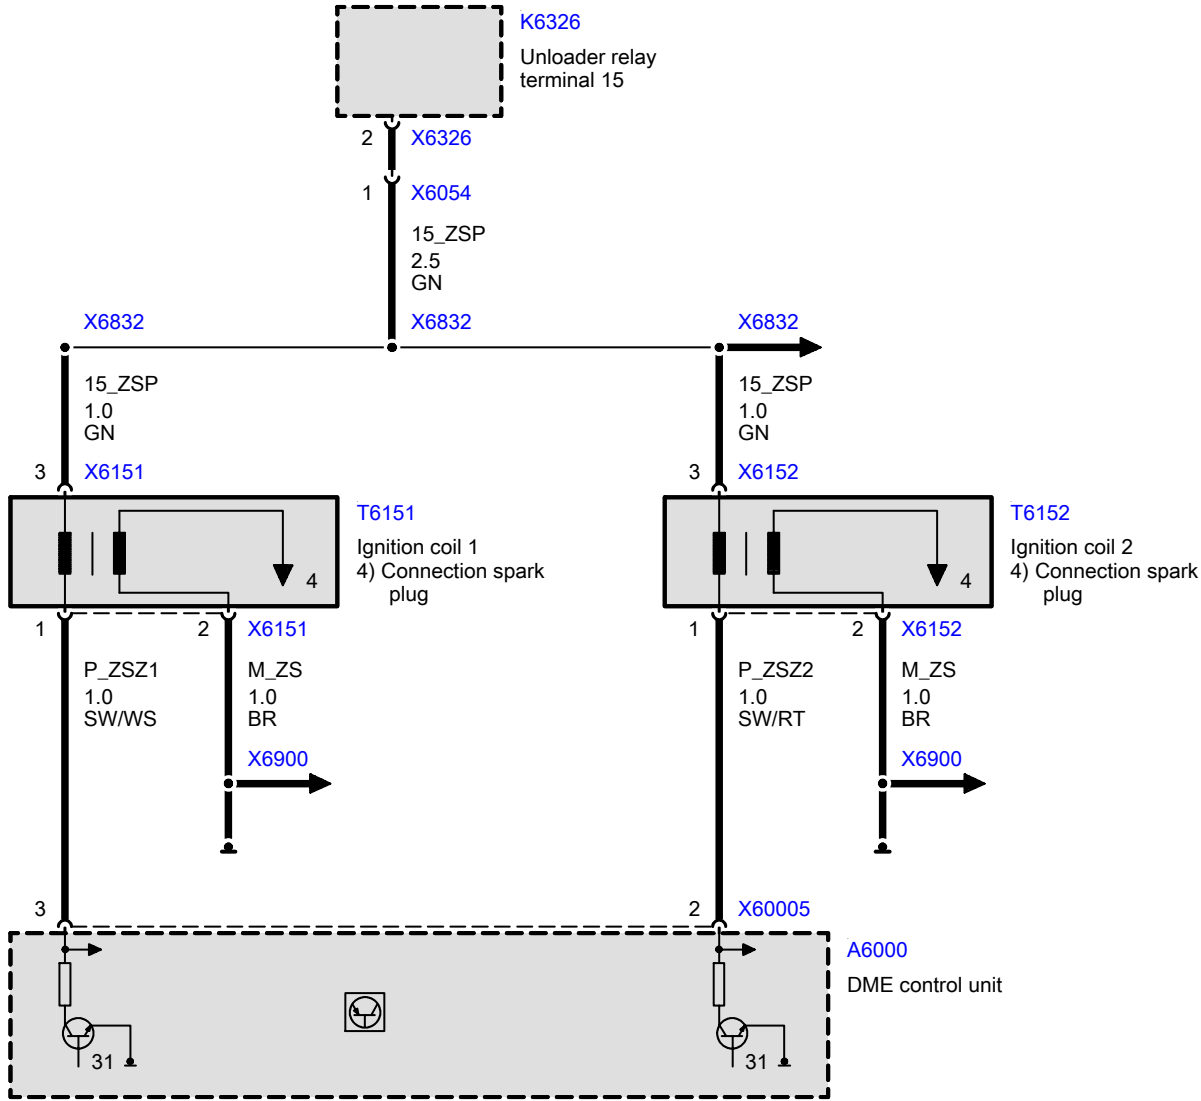 K6326
Unloader relay
terminal 15
2 X6326
1 X6054
15_ZSP
2.5
GN
X6832 X6832 X6832
15_ZSP 15_ZSP
1.0 1.0
GN GN
3 X6151 3 X6152
T6151 T6152
Ignition coil 1 Ignition coil 2
4) Connection spark 4) Connection spark
4 4
plug plug
1 2 X6151 1 2 X6152
P_ZSZ1 M_ZS P_ZSZ2 M_ZS
1.0 1.0 1.0 1.0
SW/WS BR SW/RT BR
X6900 X6900
3 2 X60005
A6000
DME control unit
31 31